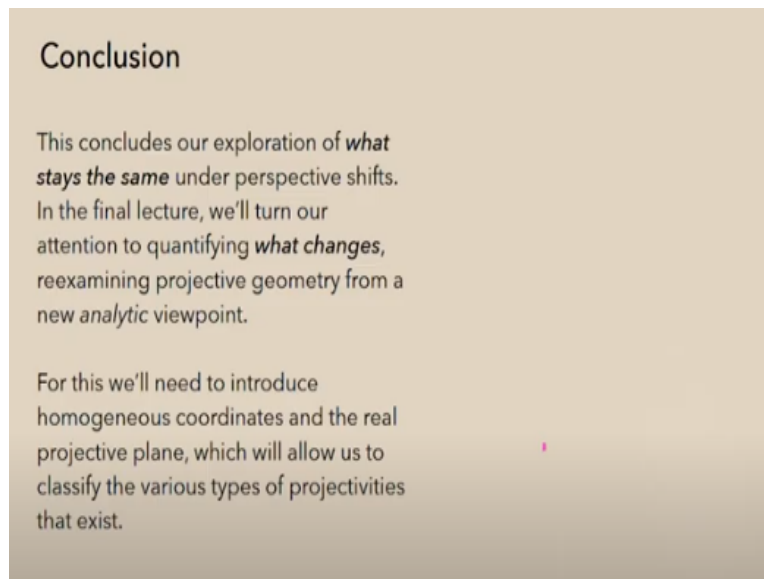 Conclusion
This concludes our exploration of what
stays the same under perspective shifts.
In the final lecture, we'll turn our
attention to quantifying what changes,
reexamining projective geometry from a
new analytic viewpoint.
For this we'll need to introduce
homogeneous coordinates and the real
projective plane, which will allow us to
classify the various types of projectivities
that exist.